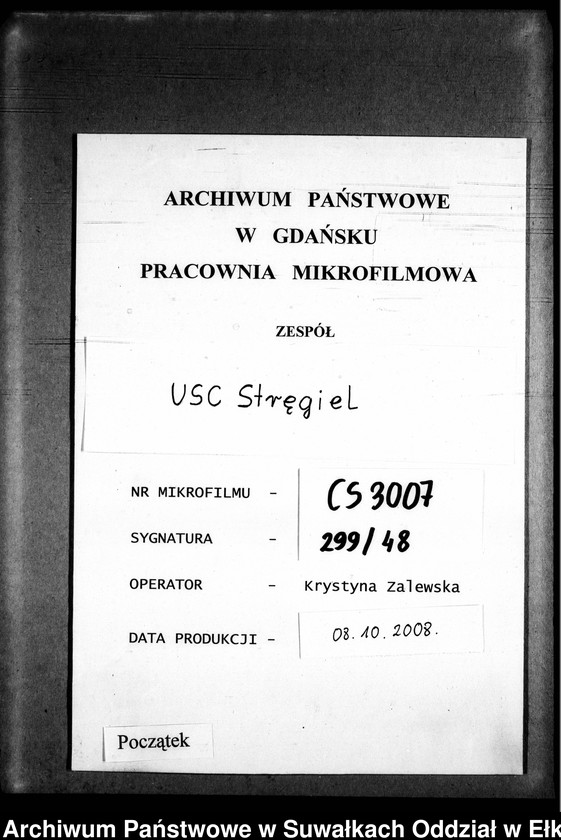 ARCHIWUM PAŃSTWOWE
W GDAŃSKU
PRACOWNIA MIKROFILMOWA
ZESPÓŁ
USC Stręgiel
NR MIKROFILMU - CS 3007
SYGNATURA - 299/48
OPERATOR - Krystyna Zalewska
DATA PRODUKCJI - 08.10.2008.
Początek
Archiwum Państwowe w Suwałkach Oddział w Ełk